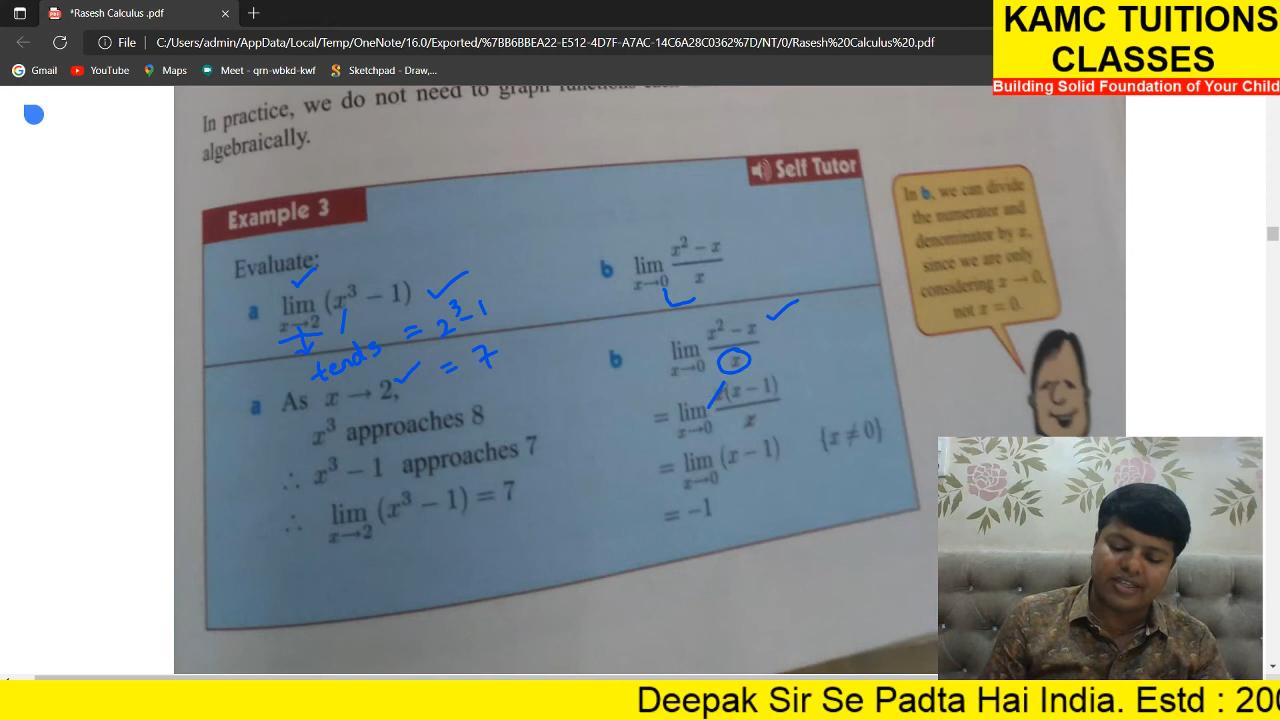 *Rasesh Calculus .pdf
File C:/Users/admin/AppData/Local/Temp/OneNote/16.0/Exported/%7BB6BBEA22-E512-4D7F-A7AC-14C6A28C0362%7D/NT/0/Rasesh%20Calculus%20.pdf
Gmail YouTube Maps Meet - qrn-wbkd-kwf Sketchpad - Draw,...
KAMC TUITIONS
CLASSES
Building Solid Foundation of Your Child
In practice, we do not need to graph functions
algebraically.
Self Tutor
Example 3
Evaluate:
a lim x→2 (x³ − 1)
b lim x→0 (x² − x)/x
tends
= 2³−1
= 7
a As x → 2,
x³ approaches 8
∴ x³ − 1 approaches 7
∴ lim x→2 (x³ − 1) = 7
b lim x→0 (x² − x)/x
= lim x→0 x(x − 1)/x
= lim x→0 (x − 1) {x ≠ 0}
= −1
In b, we can divide
the numerator and
denominator by x,
since we are only
considering x → 0,
not x = 0.
Deepak Sir Se Padta Hai India. Estd : 200